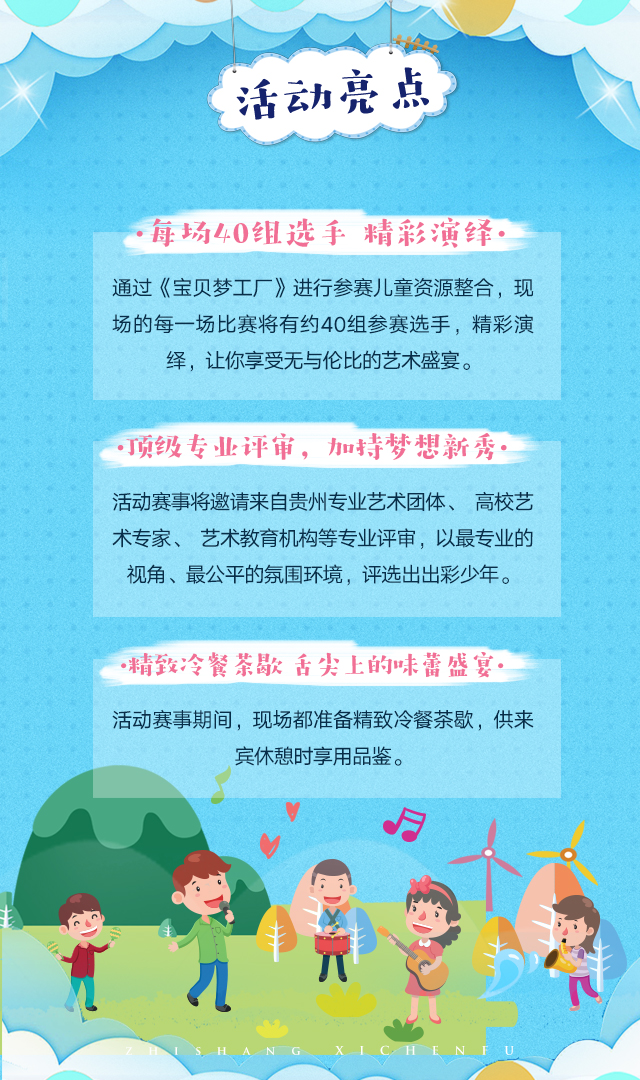 活动亮点
·每场40组选手 精彩演绎·
通过《宝贝梦工厂》进行参赛儿童资源整合，现
场的每一场比赛将有约40组参赛选手，精彩演
绎，让你享受无与伦比的艺术盛宴。
·顶级专业评审，加持梦想新秀·
活动赛事将邀请来自贵州专业艺术团体、 高校艺
术专家、 艺术教育机构等专业评审，以最专业的
视角、最公平的氛围环境，评选出出彩少年。
·精致冷餐茶歇 舌尖上的味蕾盛宴·
活动赛事期间，现场都准备精致冷餐茶歇，供来
宾休憩时享用品鉴。
ZHISHANG XICHENFU